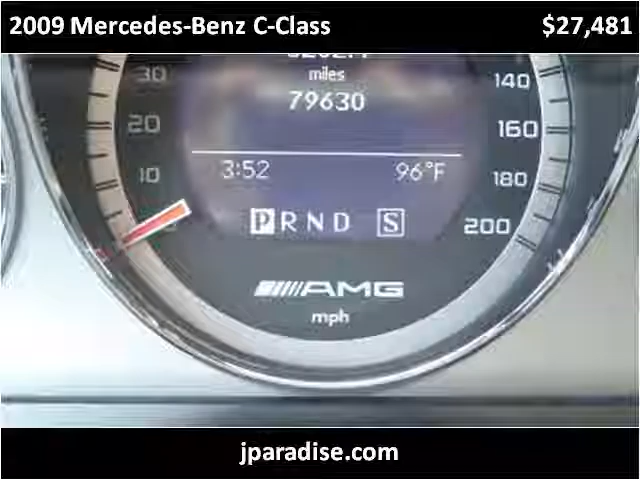 2009 Mercedes-Benz C-Class $27,481
30 miles 140
79630
20 160
3:52 96°F
10 180
P R N D S 200
AMG
mph
jparadise.com